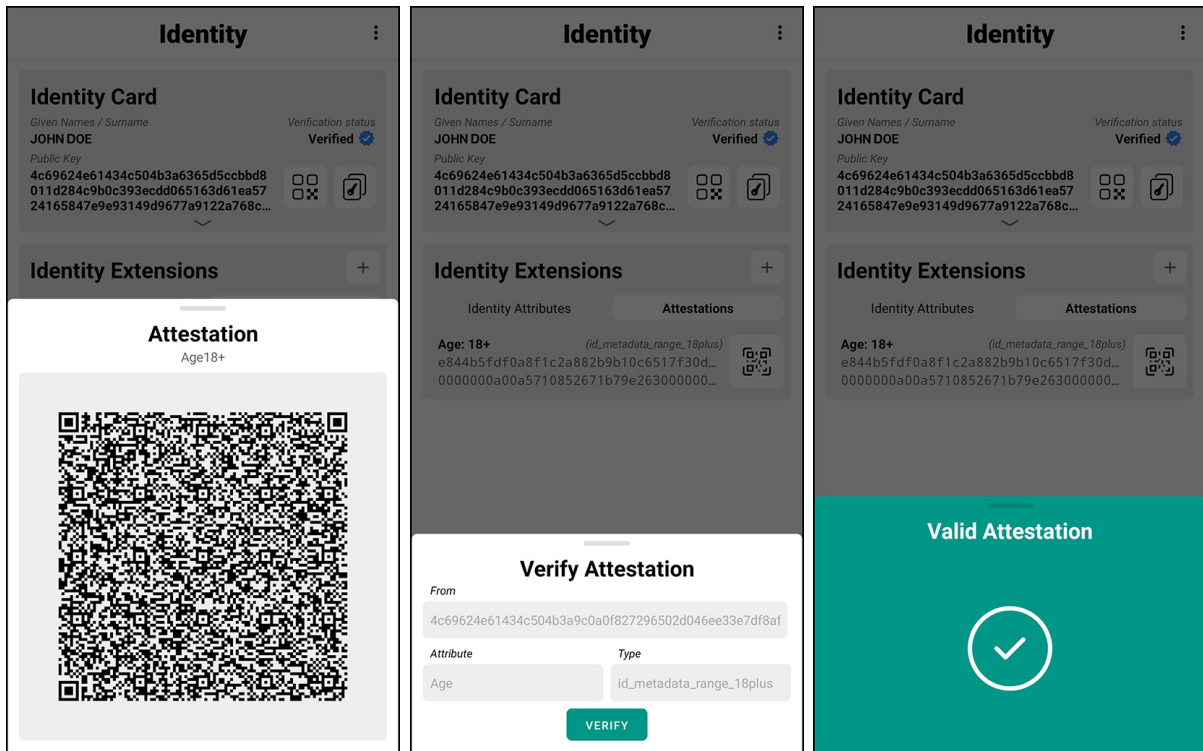 Identity
Identity Card
Given Names / Surname
Verification status
JOHN DOE
Verified
Public Key
4c69624e61434c504b3a6365d5ccbbd8
011d284c9b0c393ecdd065163d61ea57
24165847e9e93149d9677a9122a768c...
Identity Extensions
+
Attestation
Age18+
Identity
Identity Card
Given Names / Surname
Verification status
JOHN DOE
Verified
Public Key
4c69624e61434c504b3a6365d5ccbbd8
011d284c9b0c393ecdd065163d61ea57
24165847e9e93149d9677a9122a768c...
Identity Extensions
+
Identity Attributes
Attestations
Age: 18+
(id_metadata_range_18plus)
e844b5fdf0a8f1c2a882b9b10c6517f30d...
0000000a00a5710852671b79e263000000...
Verify Attestation
From
4c69624e61434c504b3a9c0a0f827296502d046ee33e7df8af
Attribute
Type
Age
id_metadata_range_18plus
VERIFY
Identity
Identity Card
Given Names / Surname
Verification status
JOHN DOE
Verified
Public Key
4c69624e61434c504b3a6365d5ccbbd8
011d284c9b0c393ecdd065163d61ea57
24165847e9e93149d9677a9122a768c...
Identity Extensions
+
Identity Attributes
Attestations
Age: 18+
(id_metadata_range_18plus)
e844b5fdf0a8f1c2a882b9b10c6517f30d...
0000000a00a5710852671b79e263000000...
Valid Attestation